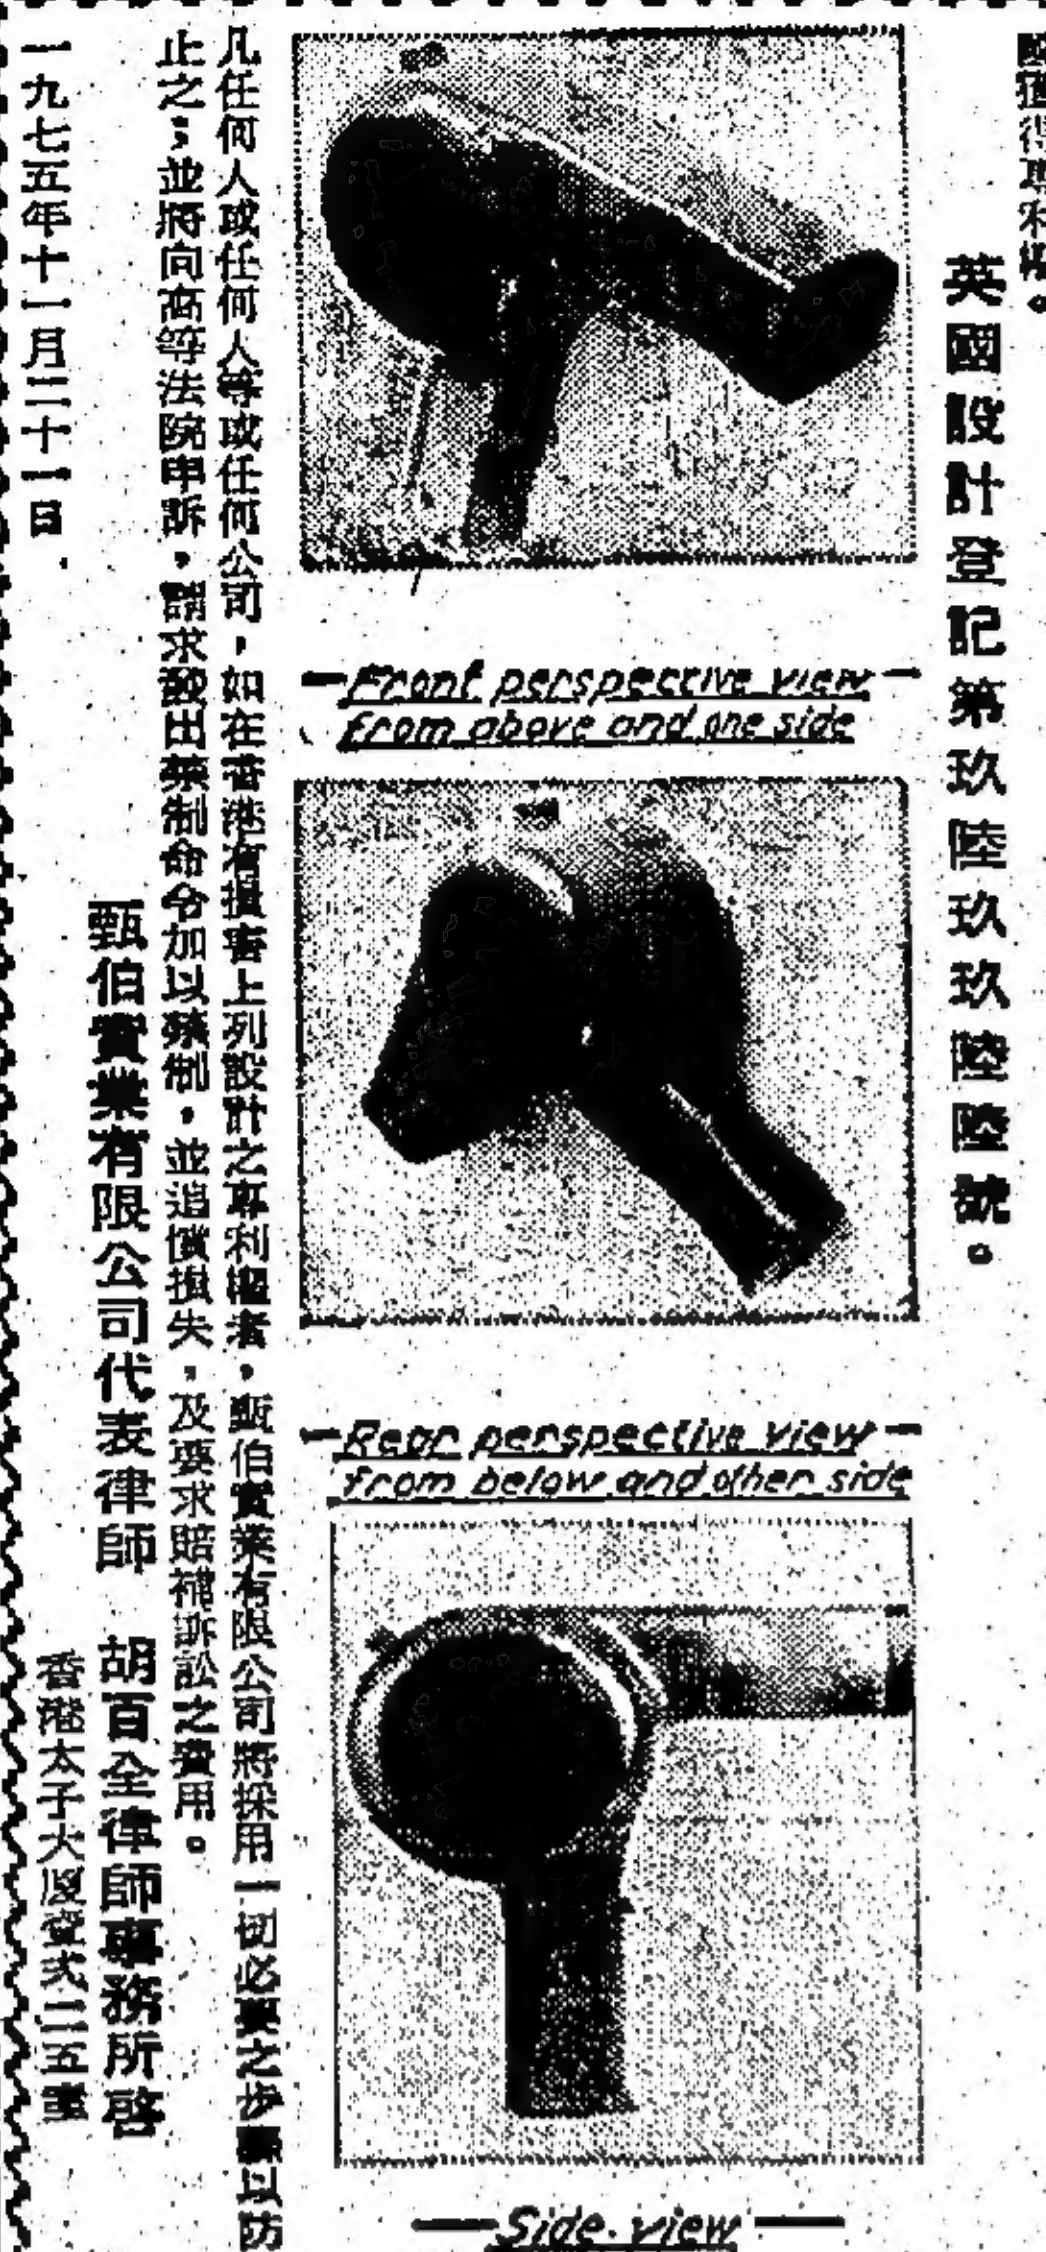 得專利權。
英國設計登記第玖陸玖玖陸陸號。
Front perspective view
from above and one side
Rear perspective view
from below and other side
Side view
凡任何人或任何人等或任何公司，如在香港有損害上列設計之專利權者，甄伯實業有限公司將採用一切必要之步驟以防
止之；並將向高等法院申訴，請求發出禁制命令加以禁制，並追償損失，及要求賠補訴訟之費用。
甄伯實業有限公司代表律師 胡百全律師事務所啓
香港太子大廈壹弍二五室
一九七五年十一月二十一日